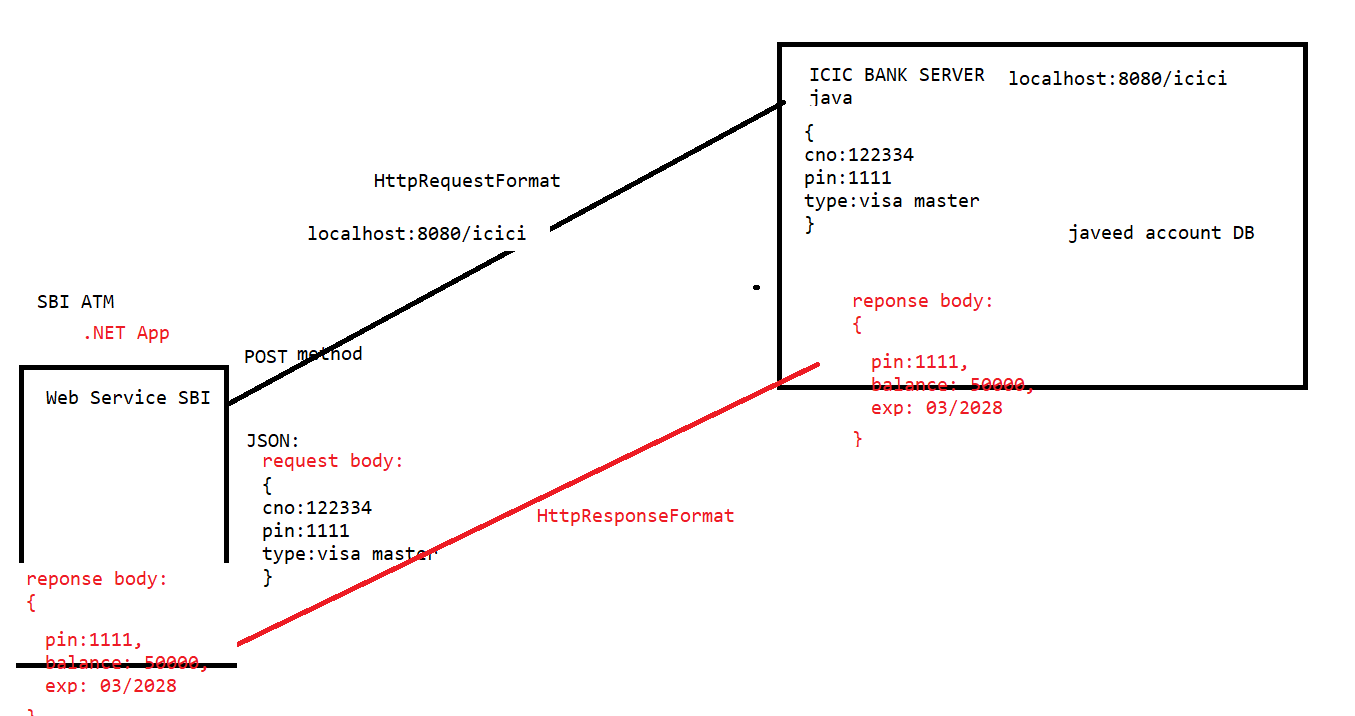 ICIC BANK SERVER localhost:8080/icici
java
{
cno:122334
pin:1111
type:visa master
}
javeed account DB
reponse body:
{
pin:1111,
balance: 50000,
exp: 03/2028
}
HttpRequestFormat
localhost:8080/icici
SBI ATM
.NET App
POST method
Web Service SBI
JSON:
request body:
{
cno:122334
pin:1111
type:visa master
}
HttpResponseFormat
reponse body:
{
pin:1111,
balance: 50000,
exp: 03/2028
}